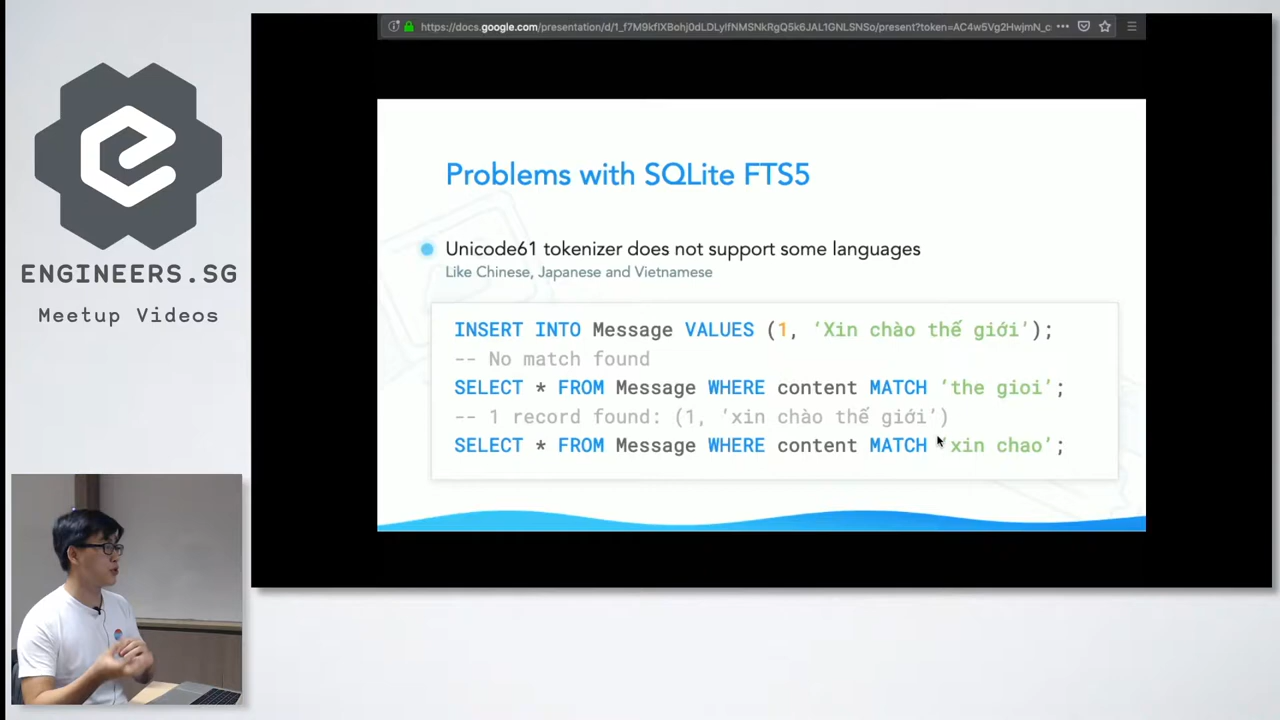 https://docs.google.com/presentation/d/1_f7M9kfIXBohj0dLDLyIfNMSNkRgQ5k6JAL1GNLSNSo/present?token=AC4w5Vg2HwjmN_c
Problems with SQLite FTS5
Unicode61 tokenizer does not support some languages
Like Chinese, Japanese and Vietnamese
INSERT INTO Message VALUES (1, ‘Xin chào thế giới’);
-- No match found
SELECT * FROM Message WHERE content MATCH ‘the gioi’;
-- 1 record found: (1, ‘xin chào thế giới’)
SELECT * FROM Message WHERE content MATCH ‘xin chao’;
ENGINEERS.SG
Meetup Videos